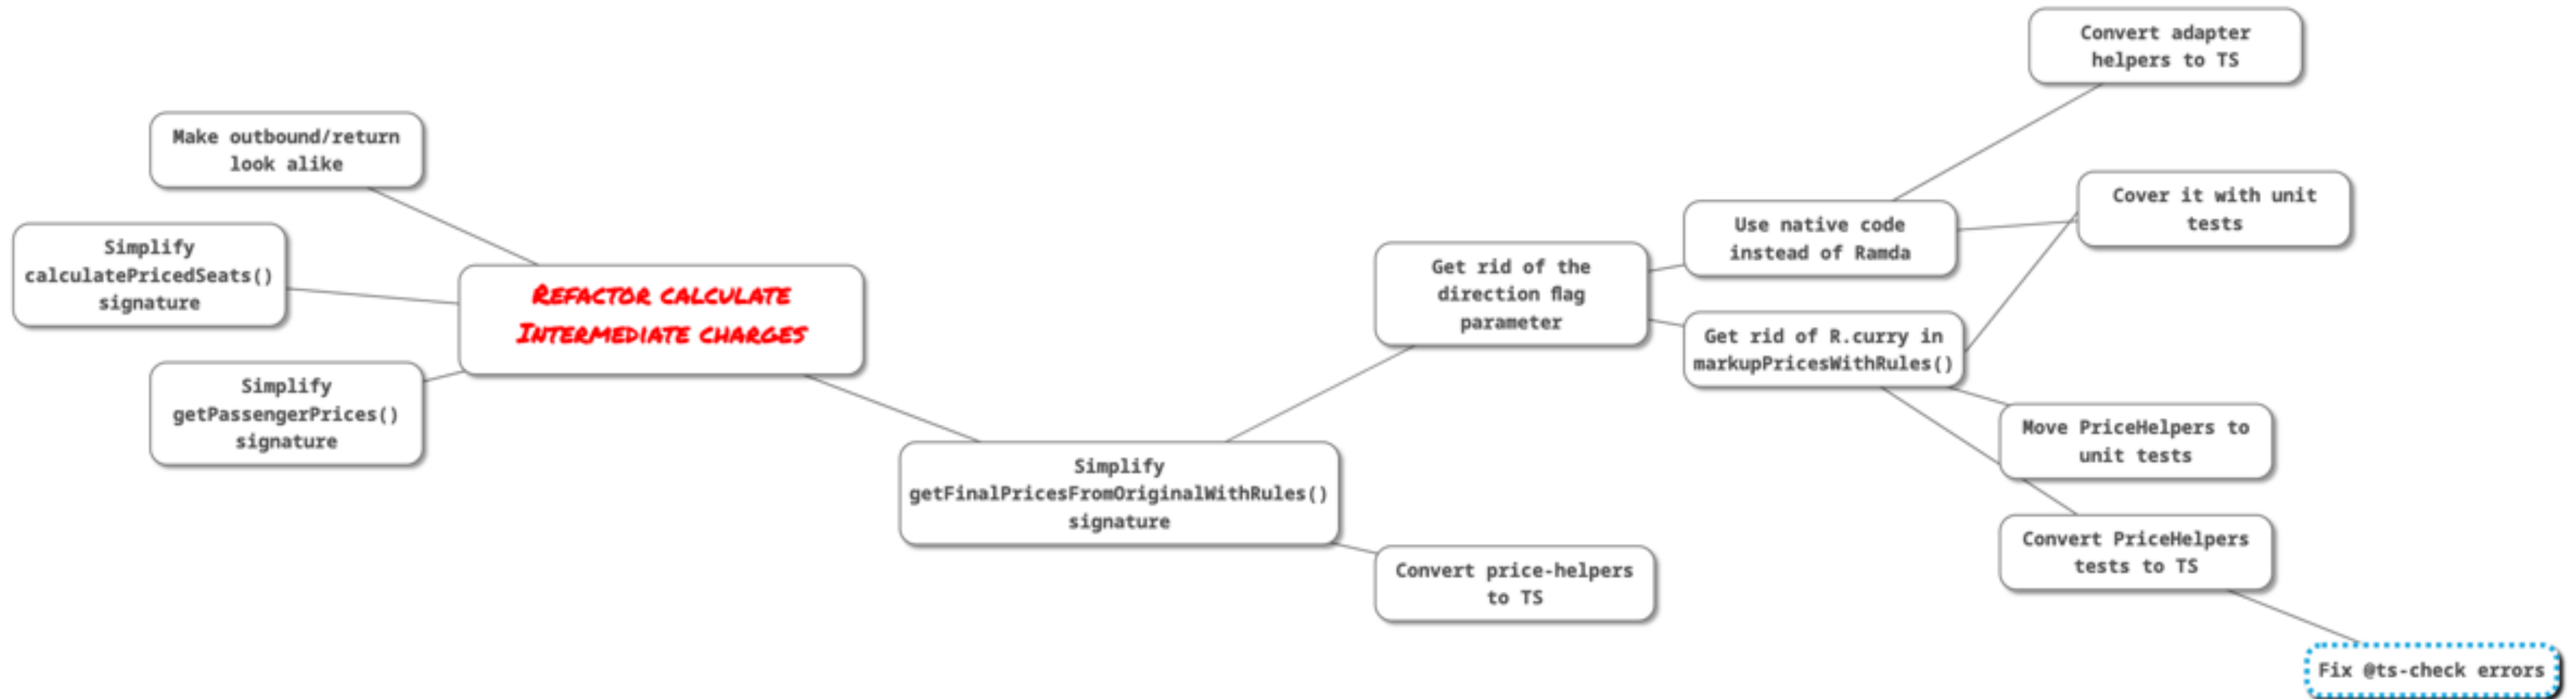 Convert adapter
helpers to TS
Make outbound/return
look alike
Cover it with unit
tests
Use native code
instead of Ramda
Simplify
calculatePricedSeats()
signature
Get rid of the
direction flag
parameter
REFACTOR CALCULATE
INTERMEDIATE CHARGES
Get rid of R.curry in
markupPricesWithRules()
Simplify
getPassengerPrices()
signature
Move PriceHelpers to
unit tests
Simplify
getFinalPricesFromOriginalWithRules()
signature
Convert PriceHelpers
tests to TS
Convert price-helpers
to TS
Fix @ts-check errors